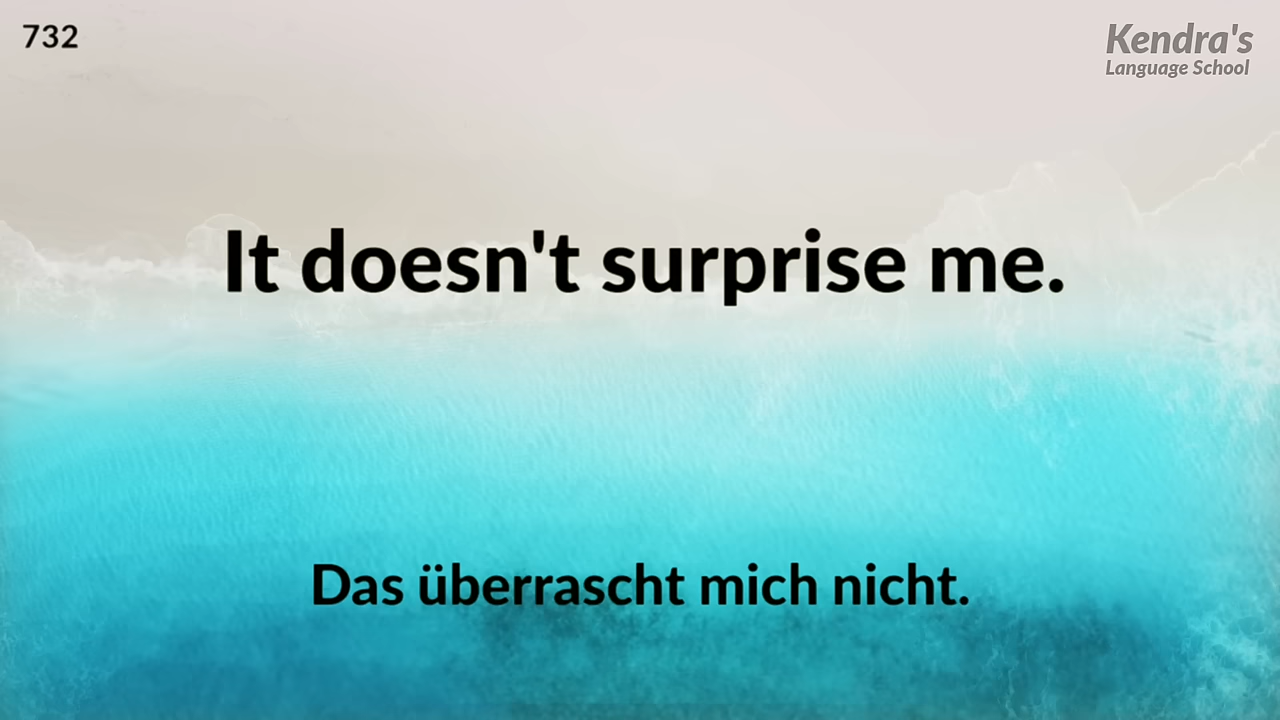 732
Kendra's
Language School
It doesn't surprise me.
Das überrascht mich nicht.